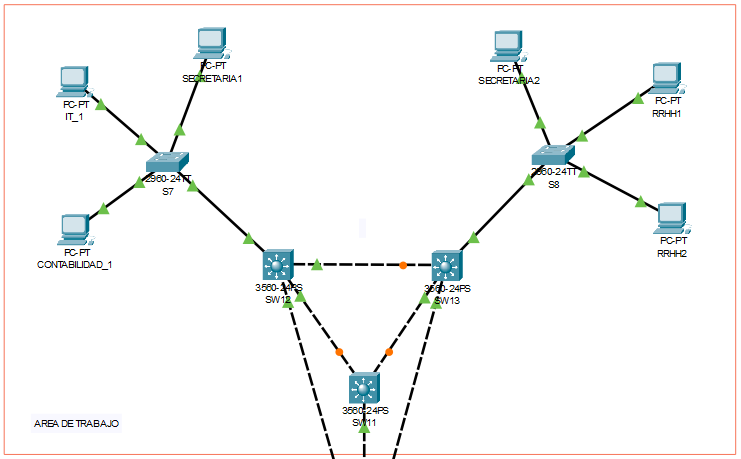 PC-PT
SECRETARIA1
PC-PT
SECRETARIA2
PC-PT
IT_1
PC-PT
RRHH1
2960-24TT
S7
2960-24TT
S8
PC-PT
CONTABILIDAD_1
PC-PT
RRHH2
3560-24PS
SW12
3560-24PS
SW13
3560-24PS
SW11
AREA DE TRABAJO